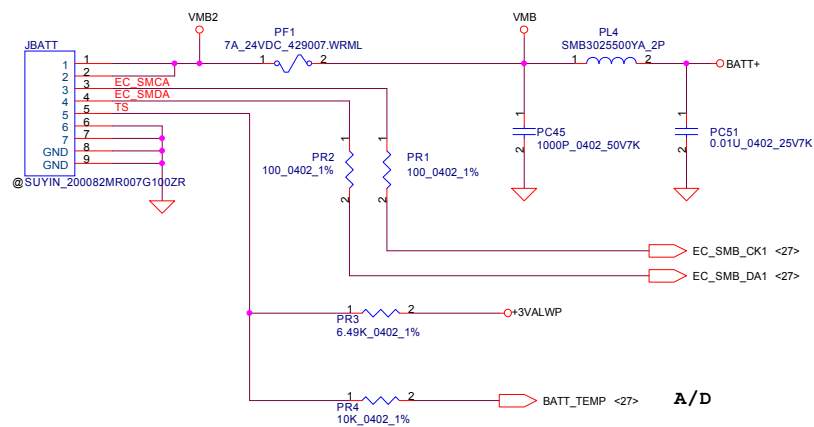 VMB2
VMB
JBATT
PF1
7A_24VDC_429007.WRML
PL4
SMB3025500YA_2P
1 2
1 2
BATT+
1 1
2 2
3 3 EC_SMCA
4 4 EC_SMDA
5 5 TS
6 6
7 7
GND 8
GND 9
@SUYIN_200082MR007G100ZR
1
2
PR2
100_0402_1%
1
2
PR1
100_0402_1%
1
2
PC45
1000P_0402_50V7K
1
2
PC51
0.01U_0402_25V7K
EC_SMB_CK1 <27>
EC_SMB_DA1 <27>
1 2
PR3
6.49K_0402_1%
+3VALWP
1 2
PR4
10K_0402_1%
BATT_TEMP <27>
A/D